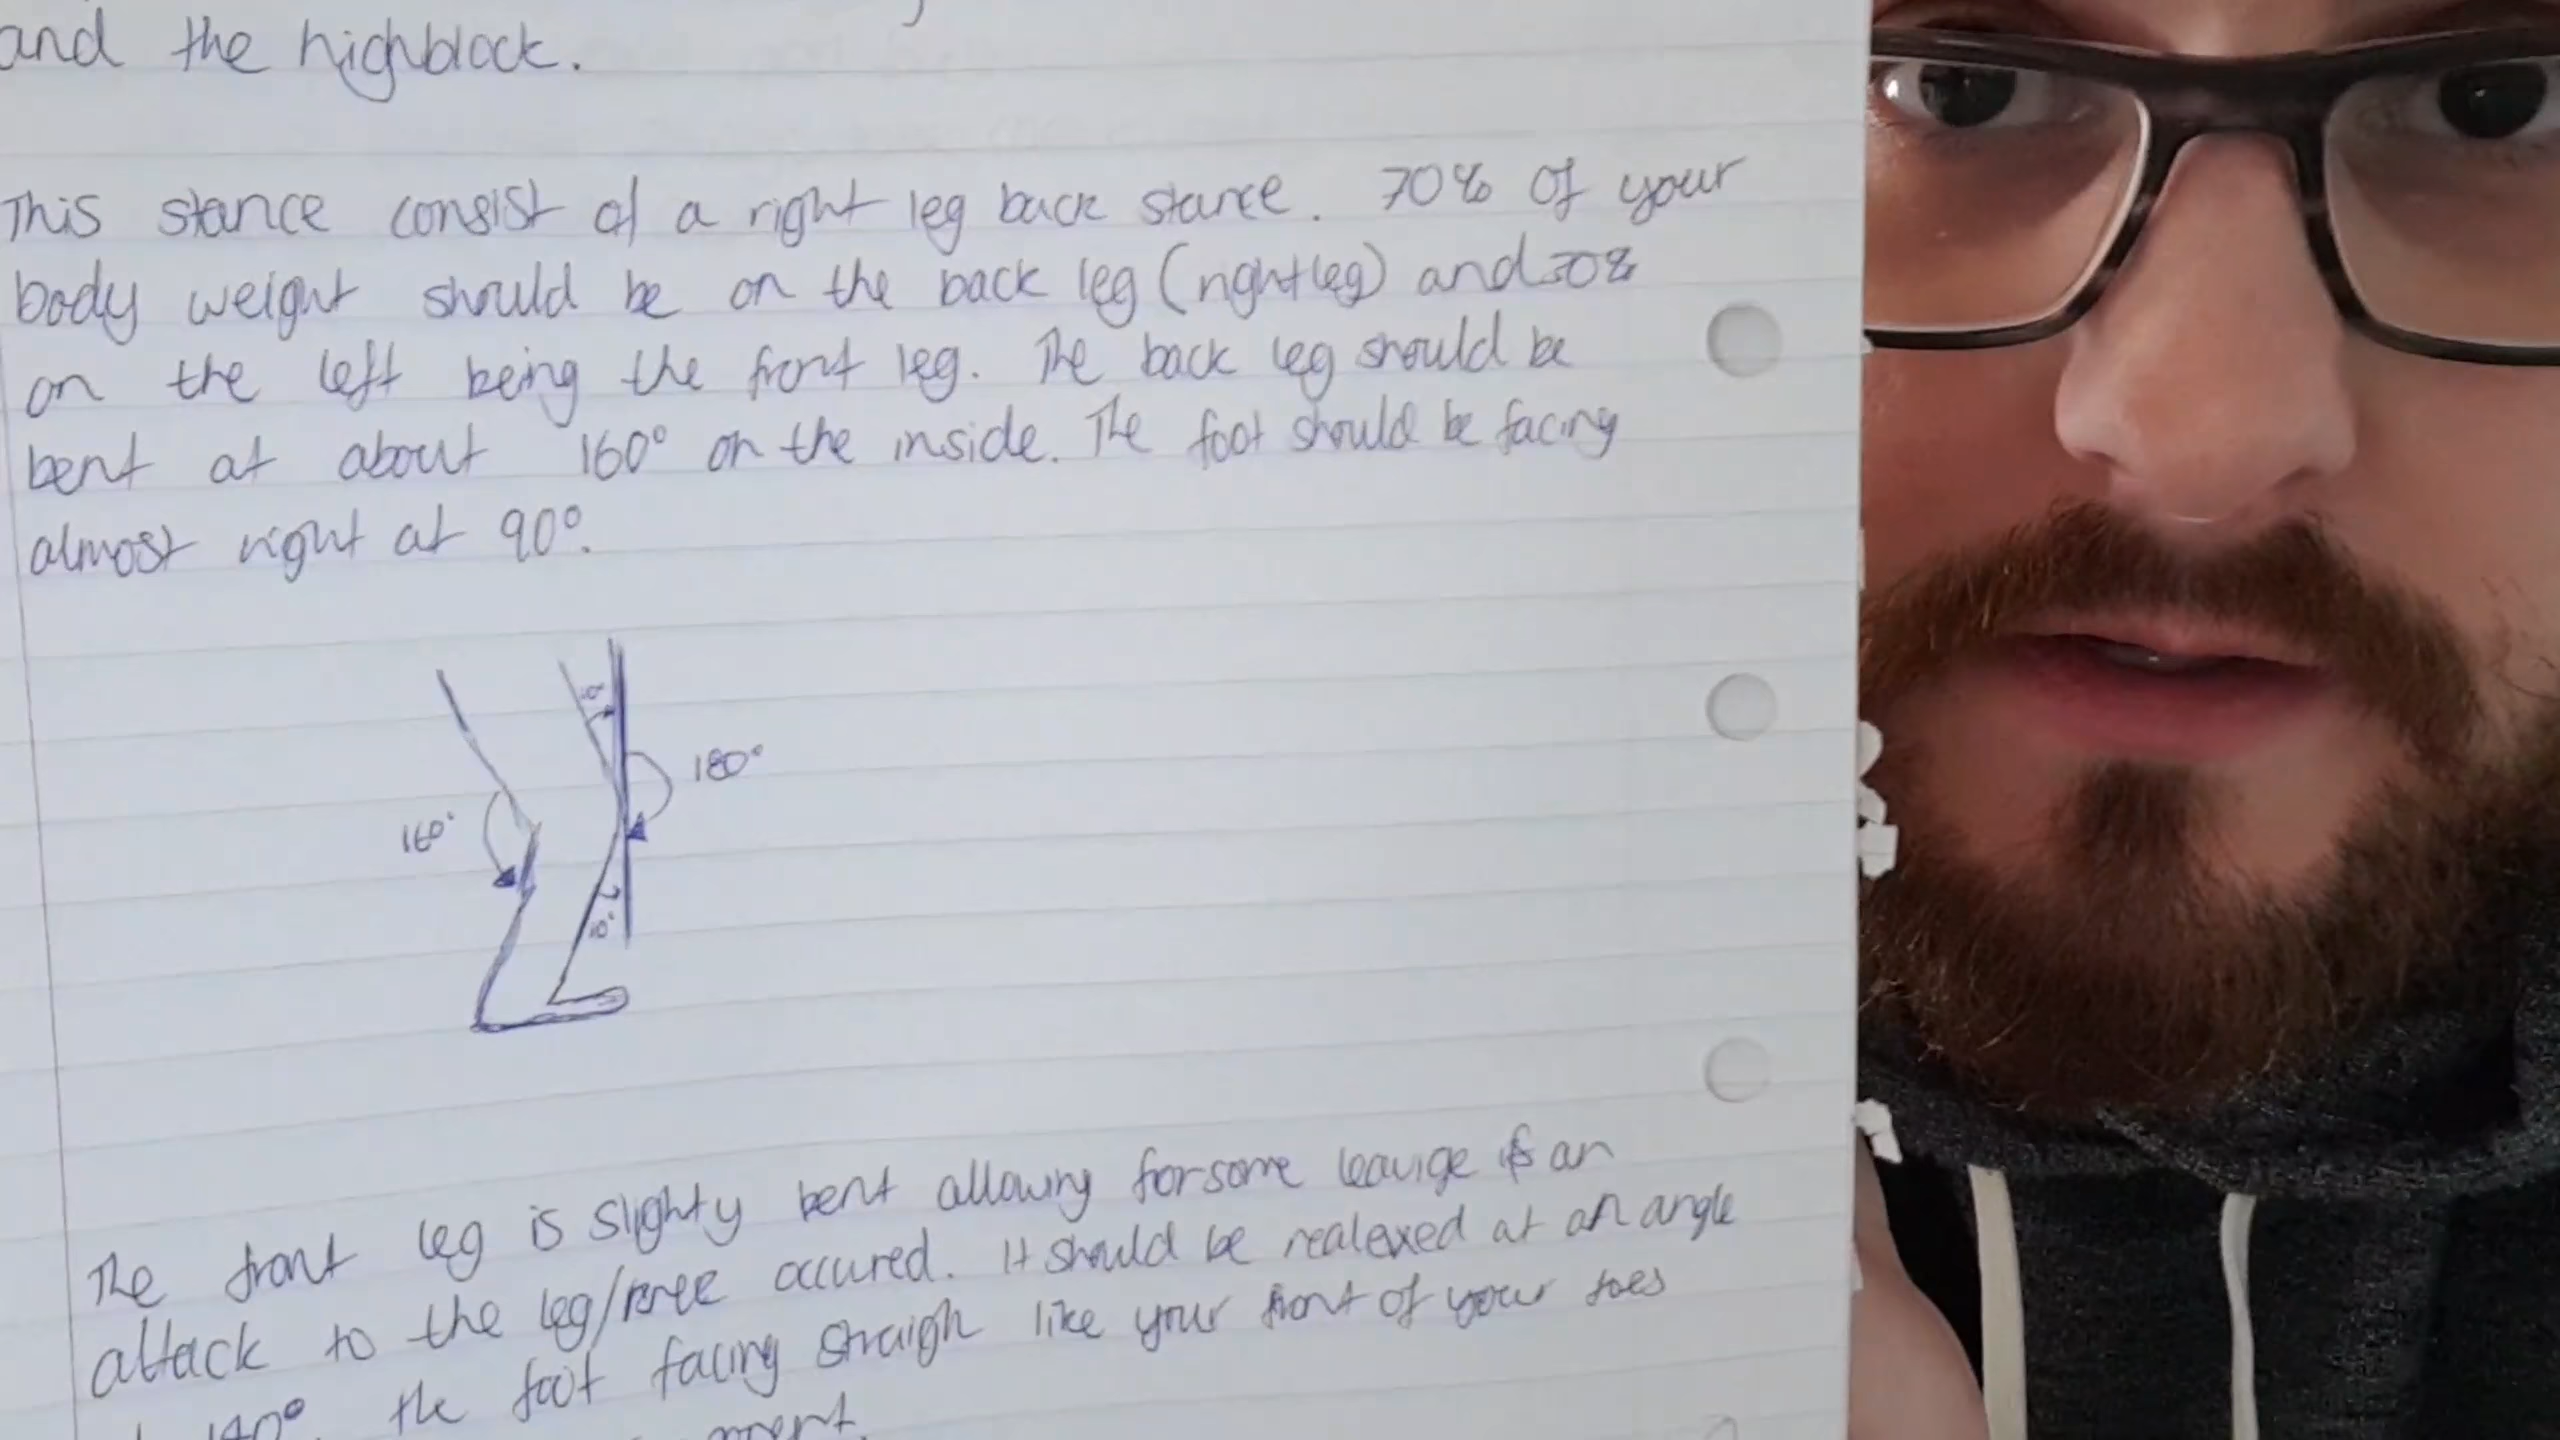 and the highblock.
This stance consist of a right leg back stance. 70% of your
body weight should be on the back leg (right leg) and 30%
on the left being the front leg. The back leg should be
bent at about 160° on the inside. The foot should be facing
almost right at 90°.
10°
180°
160°
10°
The front leg is slighty bent allowing for some leavige if an
attack to the leg/knee occured. It should be realexed at an angle
the foot facing straigh like your front of your toes